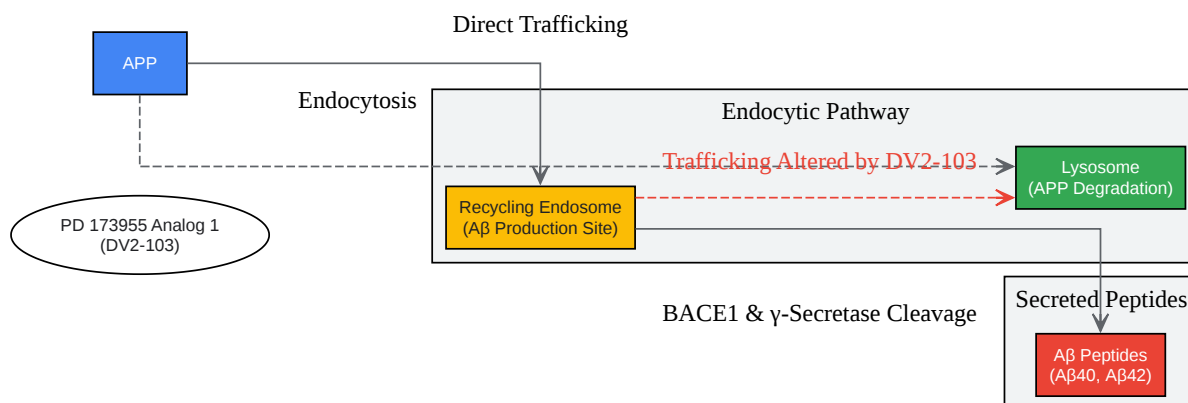 Direct Trafficking
APP
Endocytosis
Endocytic Pathway
Trafficking Altered by DV2-103
Lysosome
(APP Degradation)
Recycling Endosome
(Aβ Production Site)
PD 173955 Analog 1
(DV2-103)
Secreted Peptides
BACE1 & γ-Secretase Cleavage
Aβ Peptides
(Aβ40, Aβ42)